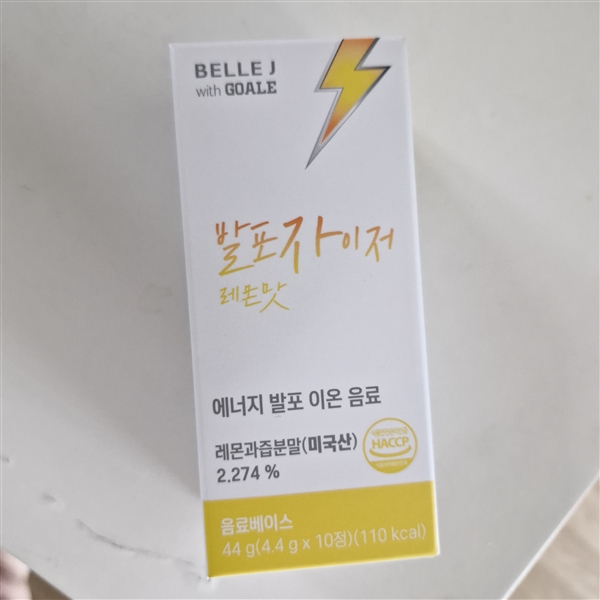 BELLE J
with GOALE
발포자이저
레몬맛
에너지 발포 이온 음료
레몬과즙분말(미국산)
2.274 %
HACCP
음료베이스
44 g(4.4 g x 10정)(110 kcal)